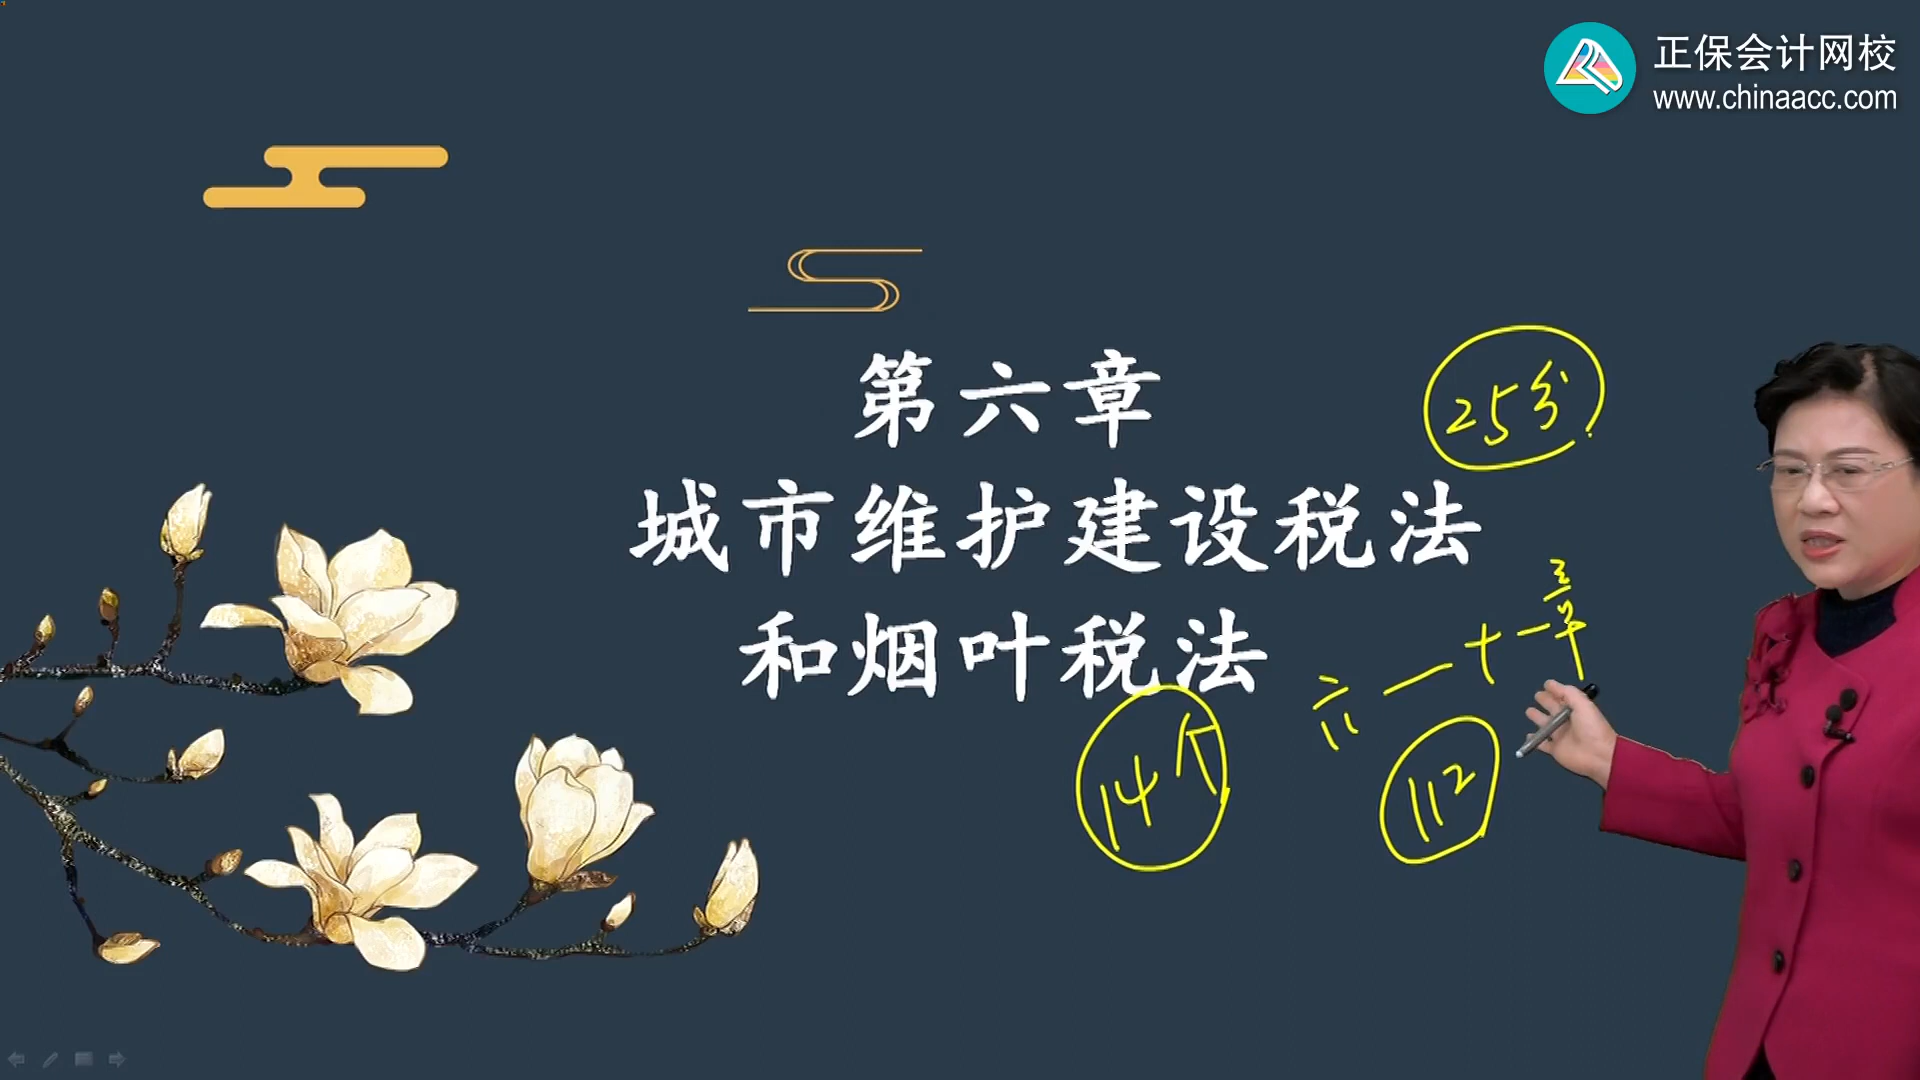 正保会计网校
www.chinaacc.com
第六章
25分
城市维护建设税法
和烟叶税法
六一十一章
14个
112